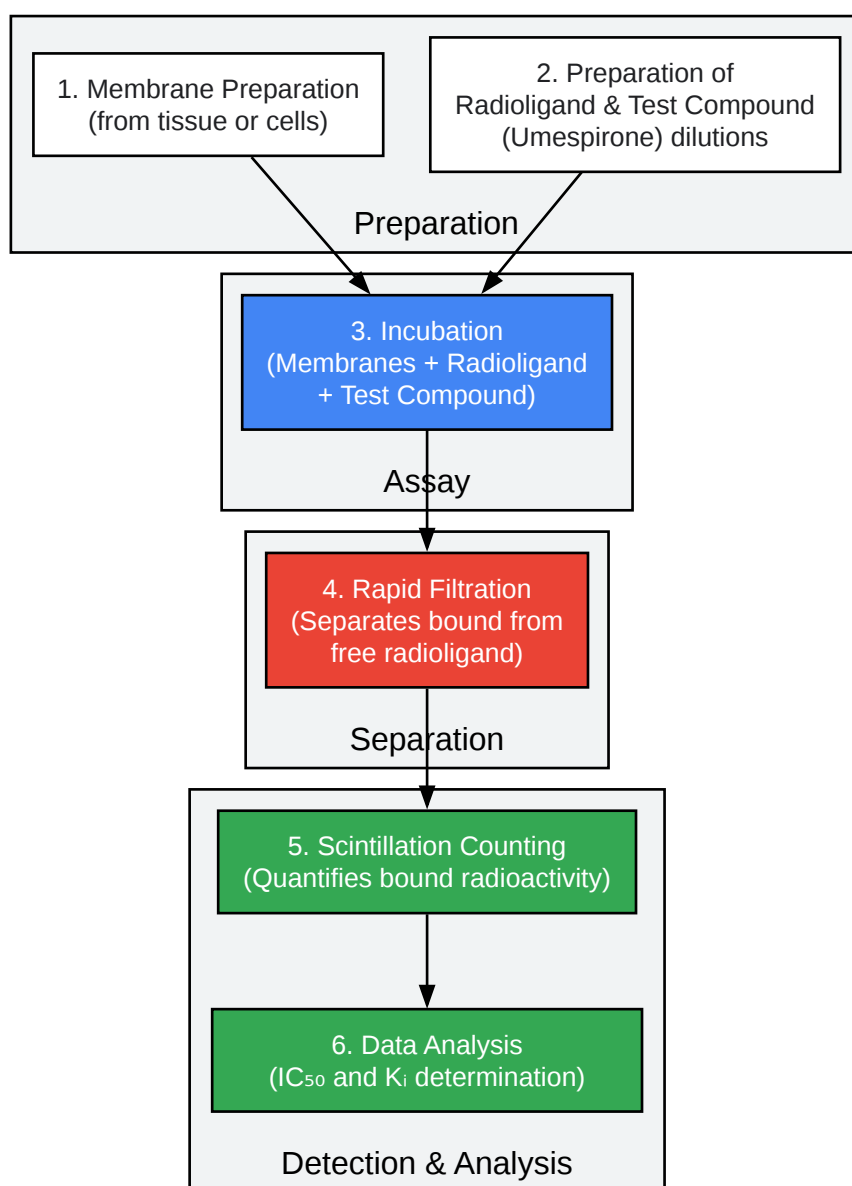 1. Membrane Preparation
(from tissue or cells)
2. Preparation of
Radioligand & Test Compound
(Umespirone) dilutions
Preparation
3. Incubation
(Membranes + Radioligand
+ Test Compound)
Assay
4. Rapid Filtration
(Separates bound from
free radioligand)
Separation
5. Scintillation Counting
(Quantifies bound radioactivity)
6. Data Analysis
(IC₅₀ and Kᵢ determination)
Detection & Analysis